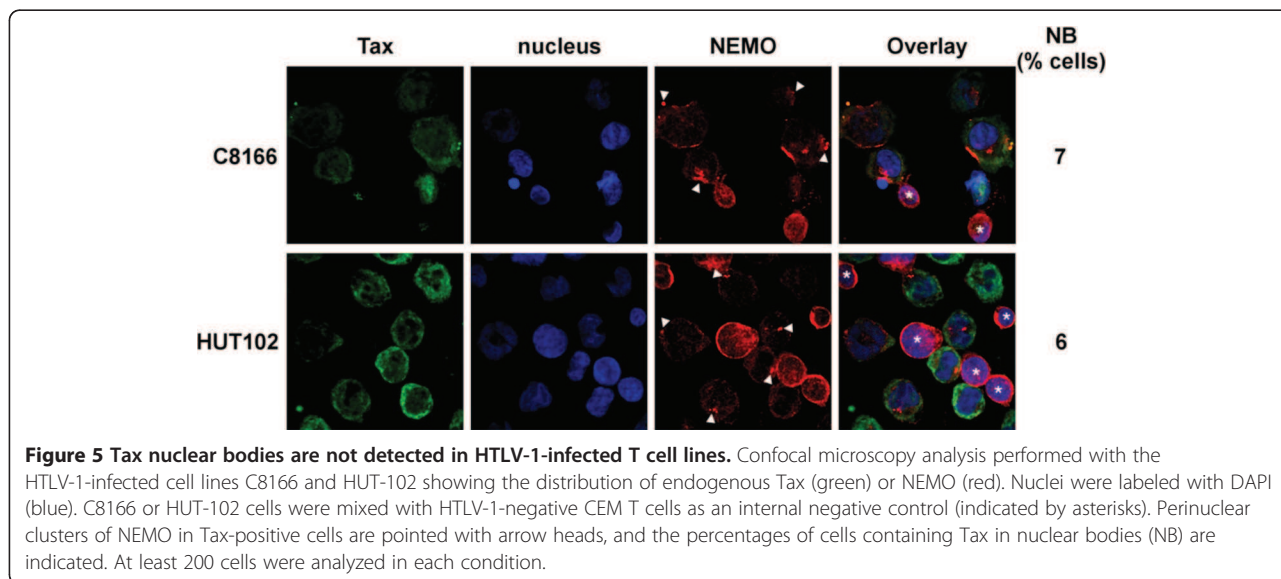 Tax nucleus NEMO Overlay NB
(% cells)
C8166 7
* *
HUT102 6
* * * * *
Figure 5 Tax nuclear bodies are not detected in HTLV-1-infected T cell lines. Confocal microscopy analysis performed with the
HTLV-1-infected cell lines C8166 and HUT-102 showing the distribution of endogenous Tax (green) or NEMO (red). Nuclei were labeled with DAPI
(blue). C8166 or HUT-102 cells were mixed with HTLV-1-negative CEM T cells as an internal negative control (indicated by asterisks). Perinuclear
clusters of NEMO in Tax-positive cells are pointed with arrow heads, and the percentages of cells containing Tax in nuclear bodies (NB) are
indicated. At least 200 cells were analyzed in each condition.